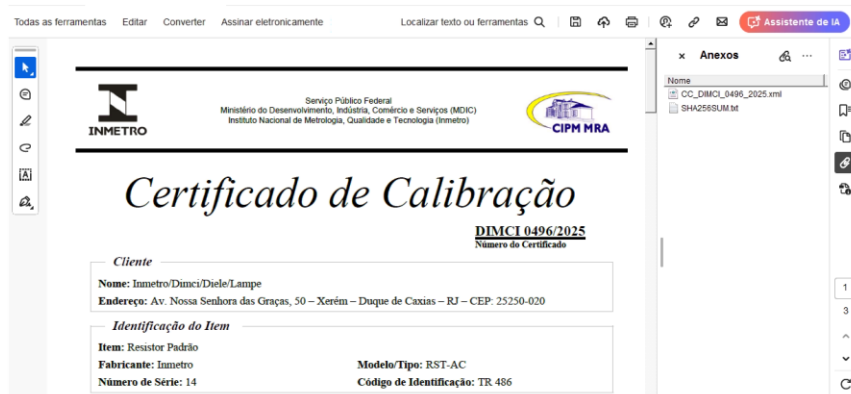 Todas as ferramentas Editar Converter Assinar eletronicamente Localizar texto ou ferramentas Assistente de IA
Anexos
Nome
CC_DIMCI_0496_2025.xml
SHA256SUM.txt
INMETRO
Serviço Público Federal
Ministério do Desenvolvimento, Indústria, Comércio e Serviços (MDIC)
Instituto Nacional de Metrologia, Qualidade e Tecnologia (Inmetro)
CIPM MRA
Certificado de Calibração
DIMCI 0496/2025
Número do Certificado
Cliente
Nome: Inmetro/Dimci/Diele/Lampe
Endereço: Av. Nossa Senhora das Graças, 50 – Xerém – Duque de Caxias – RJ – CEP: 25250-020
Identificação do Item
Item: Resistor Padrão
Fabricante: Inmetro Modelo/Tipo: RST-AC
Número de Série: 14 Código de Identificação: TR 486
1
3